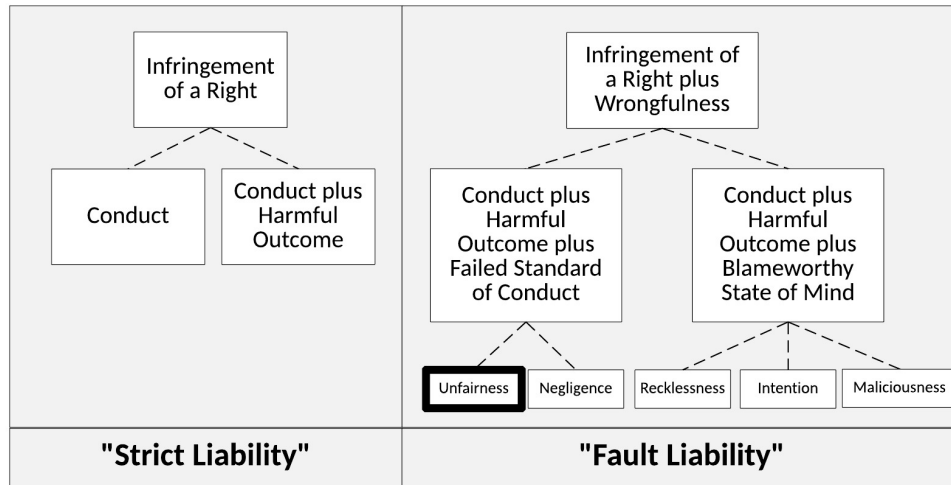 Infringement
of a Right
Conduct
Conduct plus
Harmful
Outcome
Infringement of
a Right plus
Wrongfulness
Conduct plus
Harmful
Outcome plus
Failed Standard
of Conduct
Conduct plus
Harmful
Outcome plus
Blameworthy
State of Mind
Unfairness
Negligence
Recklessness
Intention
Maliciousness
"Strict Liability"
"Fault Liability"